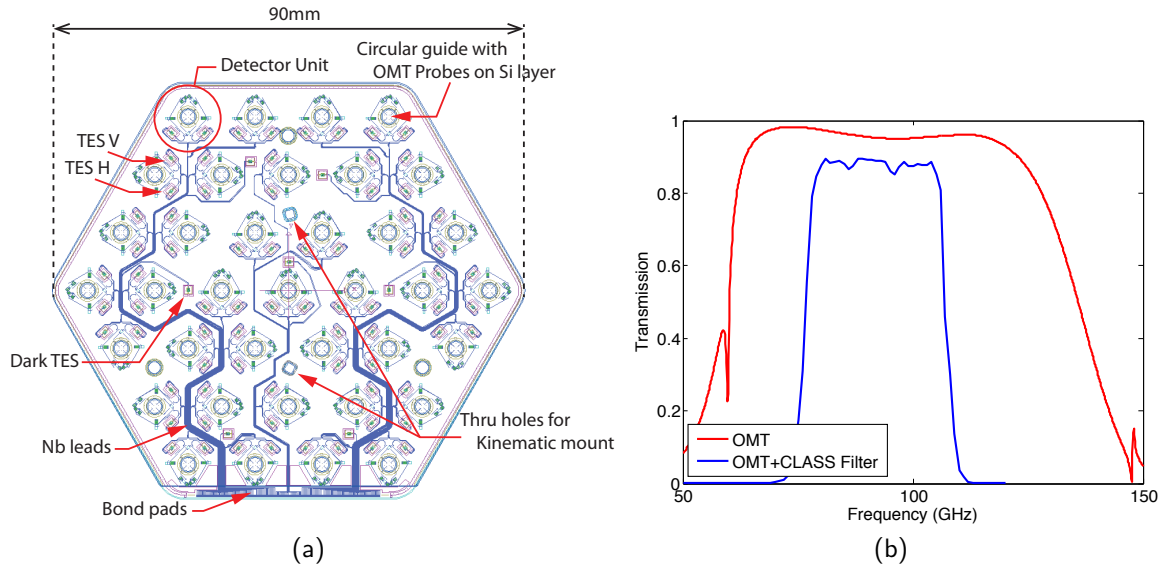 90mm
Detector Unit
Circular guide with
OMT Probes on Si layer
TES V
TES H
Dark TES
Nb leads
Bond pads
Thru holes for
Kinematic mount
(a)
1
0.8
0.6
0.4
0.2
0
Transmission
OMT
OMT+CLASS Filter
50
100
150
Frequency (GHz)
(b)